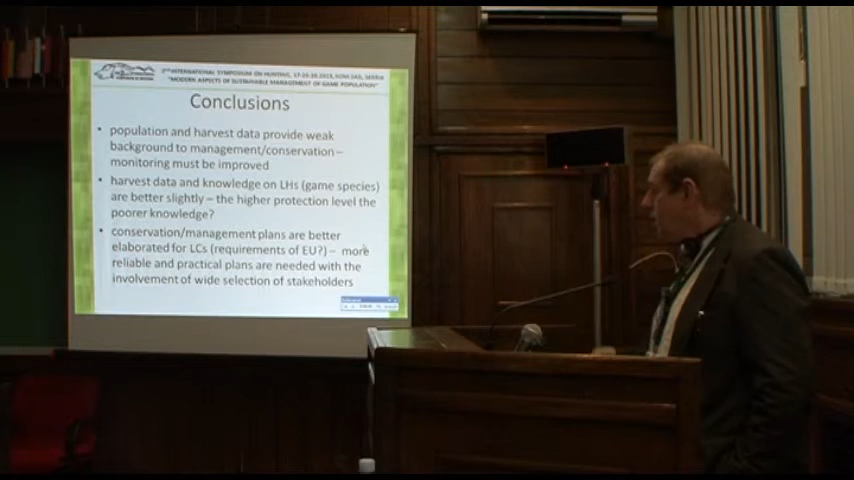 2ND INTERNATIONAL SYMPOSIUM ON HUNTING, 17-20.10.2013, NOVI SAD, SERBIA
"MODERN ASPECTS OF SUSTAINABLE MANAGEMENT OF GAME POPULATION"
Conclusions
• population and harvest data provide weak
background to management/conservation –
monitoring must be improved
• harvest data and knowledge on LHs (game species)
are better slightly – the higher protection level the
poorer knowledge?
• conservation/management plans are better
elaborated for LCs (requirements of EU?) – more
reliable and practical plans are needed with the
involvement of wide selection of stakeholders